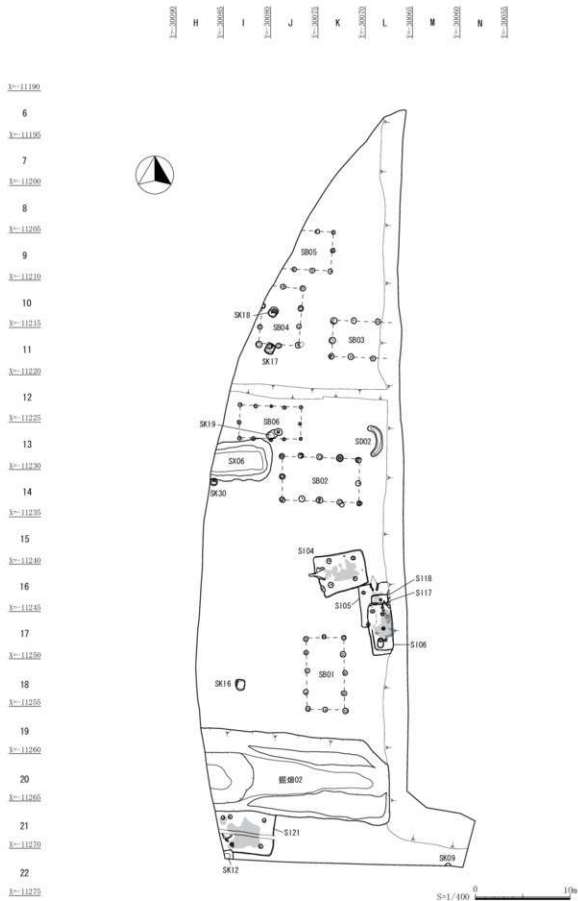 Y=-30090
H
Y=-30085
I
Y=-30080
J
Y=-30075
K
Y=-30070
L
Y=-30065
M
Y=-30060
N
Y=-30055
X=-11190
6
X=-11195
7
X=-11200
8
X=-11205
SB05
9
X=-11210
10
SK18
X=-11215
SB04
SB03
11
SK17
X=-11220
12
X=-11225
SK19
SB06
SD02
13
X=-11230
SX06
SB02
14
SK30
X=-11235
15
X=-11240
SI04
SI18
16
SI17
SI05
X=-11245
17
SI06
X=-11250
SB01
18
SK16
X=-11255
19
X=-11260
20
畑02
X=-11265
21
SI21
X=-11270
SK12
SK09
22
X=-11275
S=1/400
0
10m